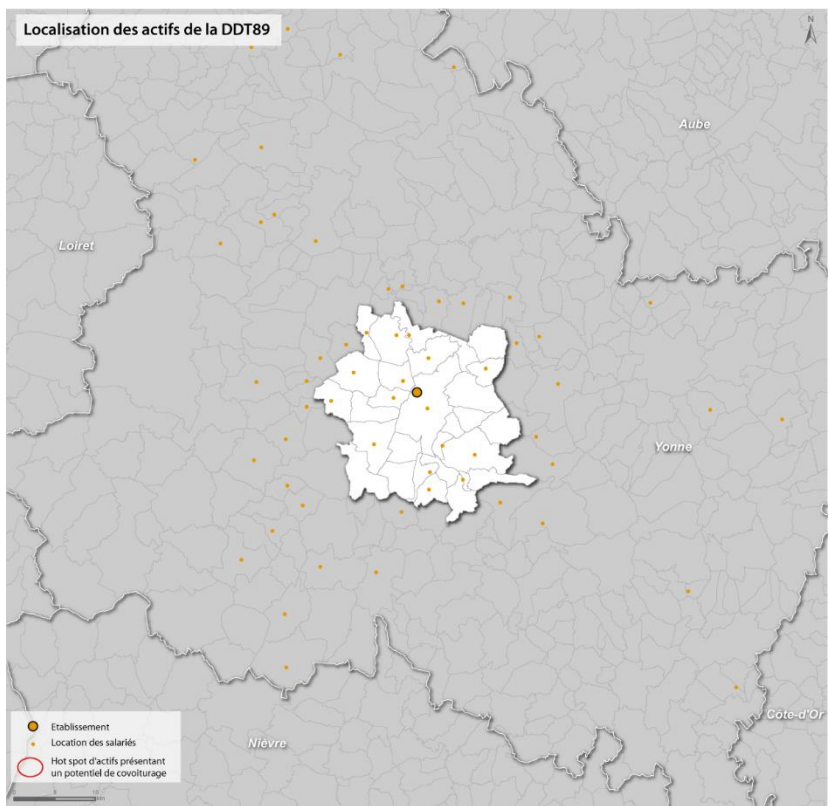 Localisation des actifs de la DDT89
N
Aube
Loiret
Yonne
Côte-d'Or
Nièvre
Etablissement
Location des salariés
Hot spot d'actifs présentant
un potentiel de covoiturage